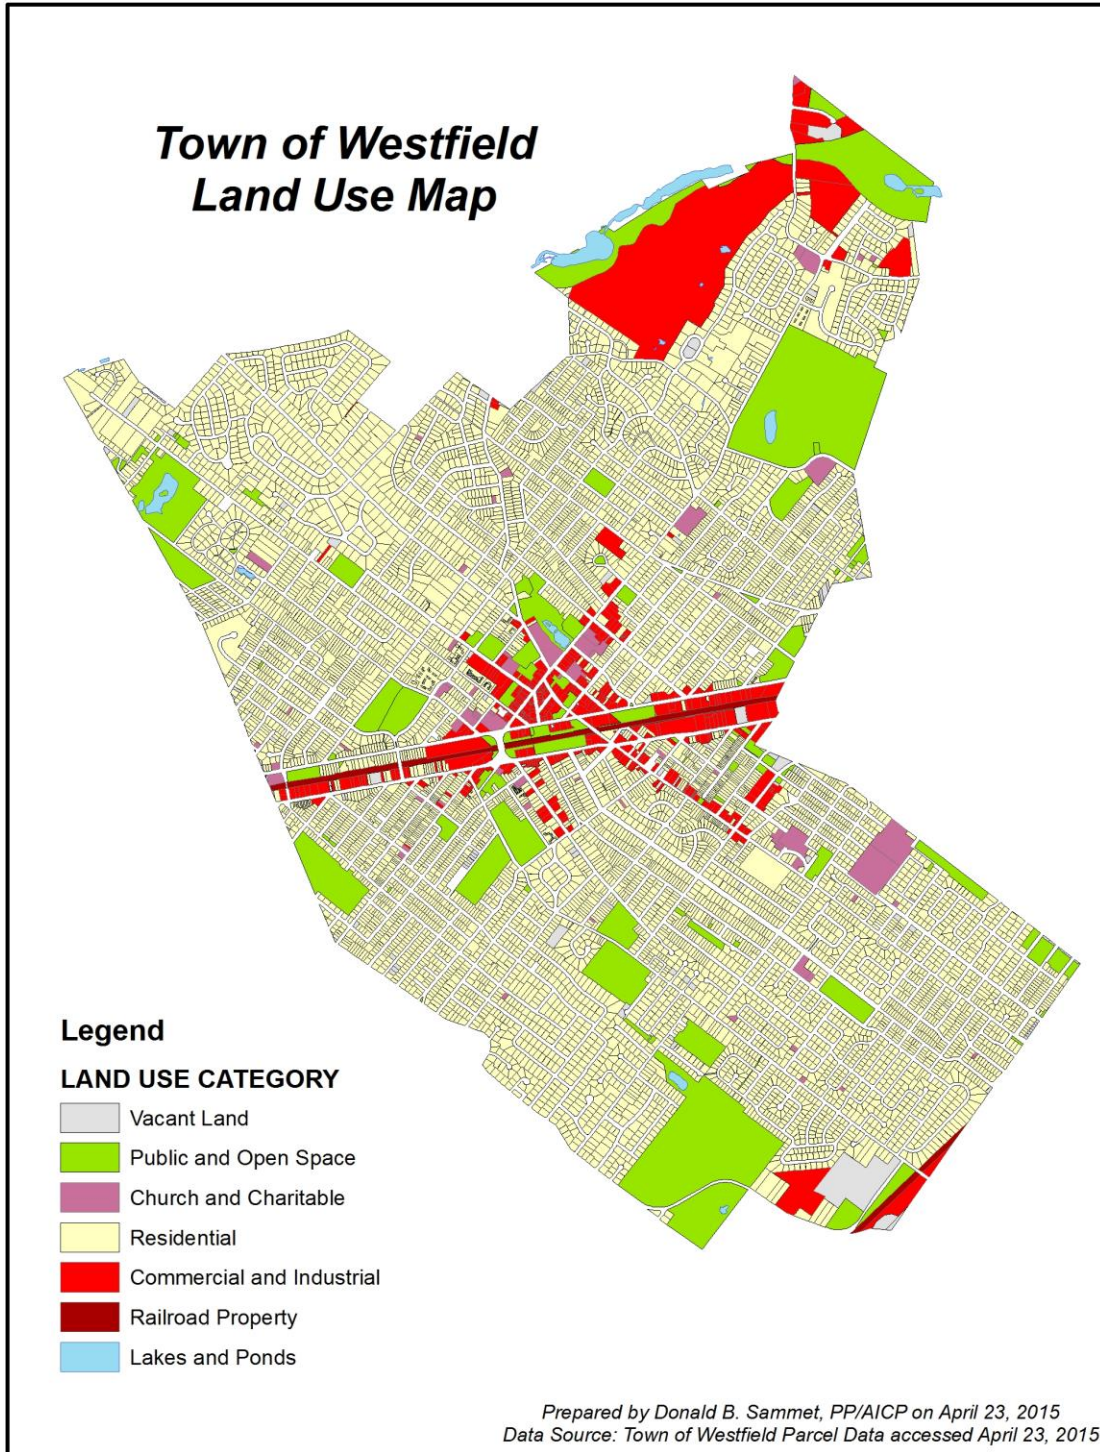 Town of Westfield
Land Use Map
Legend
LAND USE CATEGORY
Vacant Land
Public and Open Space
Church and Charitable
Residential
Commercial and Industrial
Railroad Property
Lakes and Ponds
Prepared by Donald B. Sammet, PP/AICP on April 23, 2015
Data Source: Town of Westfield Parcel Data accessed April 23, 2015